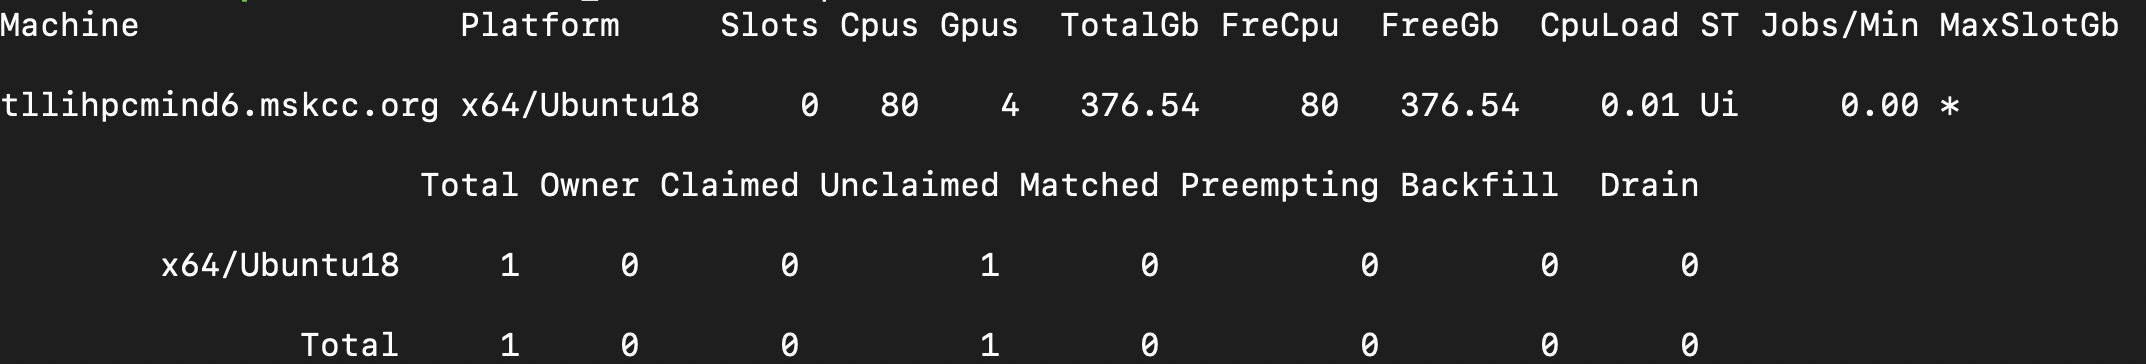 Machine Platform Slots Cpus Gpus TotalGb FreCpu FreeGb CpuLoad ST Jobs/Min MaxSlotGb
tllihpcmind6.mskcc.org x64/Ubuntu18 0 80 4 376.54 80 376.54 0.01 Ui 0.00 *
Total Owner Claimed Unclaimed Matched Preempting Backfill Drain
x64/Ubuntu18 1 0 0 1 0 0 0 0
Total 1 0 0 1 0 0 0 0